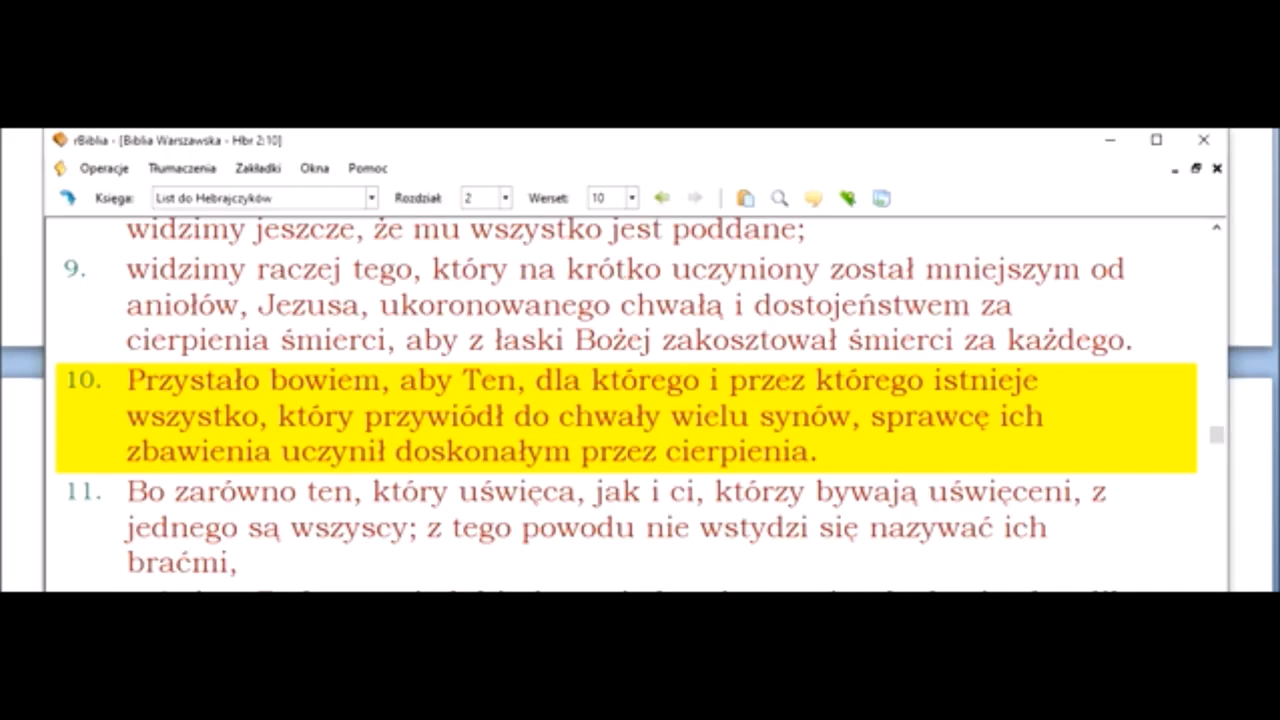 rBiblia - [Biblia Warszawska - Hbr 2:10]
Operacje Tłumaczenia Zakładki Okna Pomoc
Księga: List do Hebrajczyków Rozdział 2 Werset: 10
widzimy jeszcze, że mu wszystko jest poddane;
9. widzimy raczej tego, który na krótko uczyniony został mniejszym od
aniołów, Jezusa, ukoronowanego chwałą i dostojeństwem za
cierpienia śmierci, aby z łaski Bożej zakosztował śmierci za każdego.
10. Przystało bowiem, aby Ten, dla którego i przez którego istnieje
wszystko, który przywiódł do chwały wielu synów, sprawcę ich
zbawienia uczynił doskonałym przez cierpienia.
11. Bo zarówno ten, który uświęca, jak i ci, którzy bywają uświęceni, z
jednego są wszyscy; z tego powodu nie wstydzi się nazywać ich
braćmi,